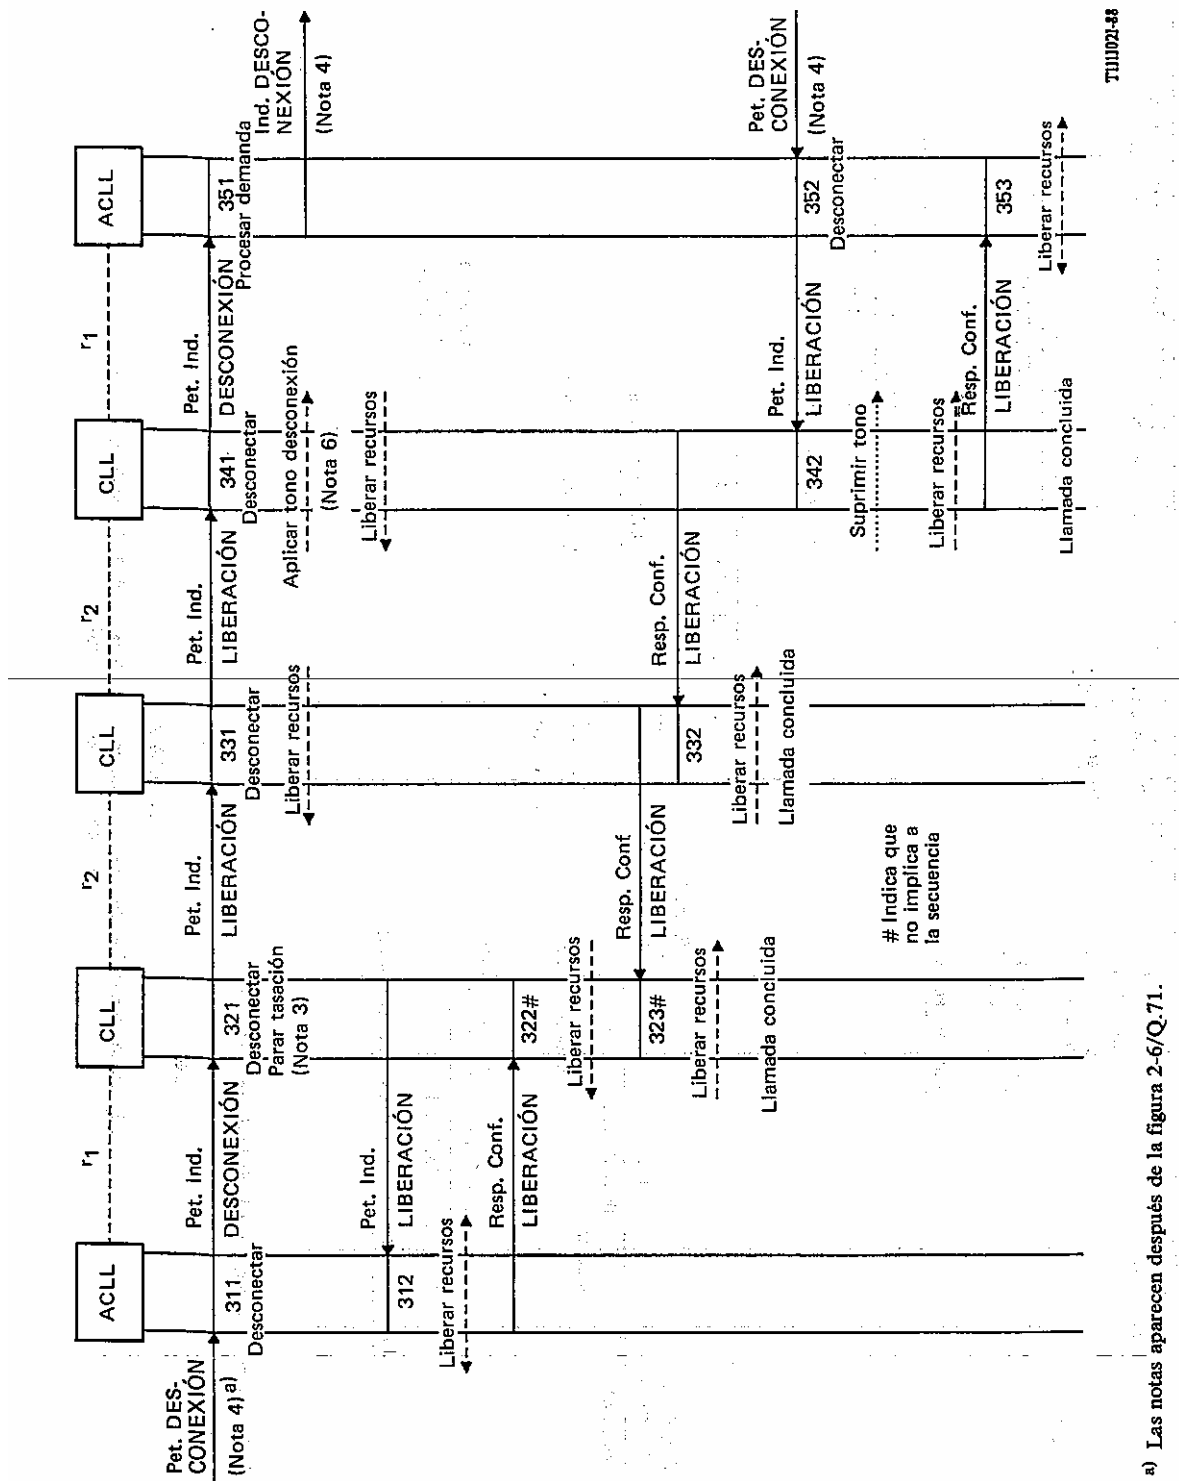 ACLL
r1
CLL
r2
CLL
r2
CLL
r1
ACLL
Pet. DES-
CONEXIÓN
(Nota 4) a)
311
Desconectar
Pet. Ind.
DESCONEXIÓN
321
Desconectar
Parar tasación
(Nota 3)
Pet. Ind.
LIBERACIÓN
331
Desconectar
Liberar recursos
Pet. Ind.
LIBERACIÓN
341
Desconectar
Aplicar tono desconexión
(Nota 6)
Liberar recursos
Pet. Ind.
DESCONEXIÓN
351
Procesar demanda
Ind. DESCO-
NEXIÓN
(Nota 4)
Pet. Ind.
LIBERACIÓN
312
Liberar recursos
Resp. Conf.
LIBERACIÓN
322#
Liberar recursos
Resp. Conf
LIBERACIÓN
323#
Liberar recursos
Llamada concluida
Resp. Conf.
LIBERACIÓN
332
Liberar recursos
Llamada concluida
Pet. DES-
CONEXIÓN
(Nota 4)
352
Desconectar
Pet. Ind.
LIBERACIÓN
342
Suprimir tono
Liberar recursos
Resp. Conf.
LIBERACIÓN
353
Liberar recursos
Llamada concluida
# Indica que
no implica a
la secuencia
T1111021-88
a) Las notas aparecen después de la figura 2-6/Q.71.